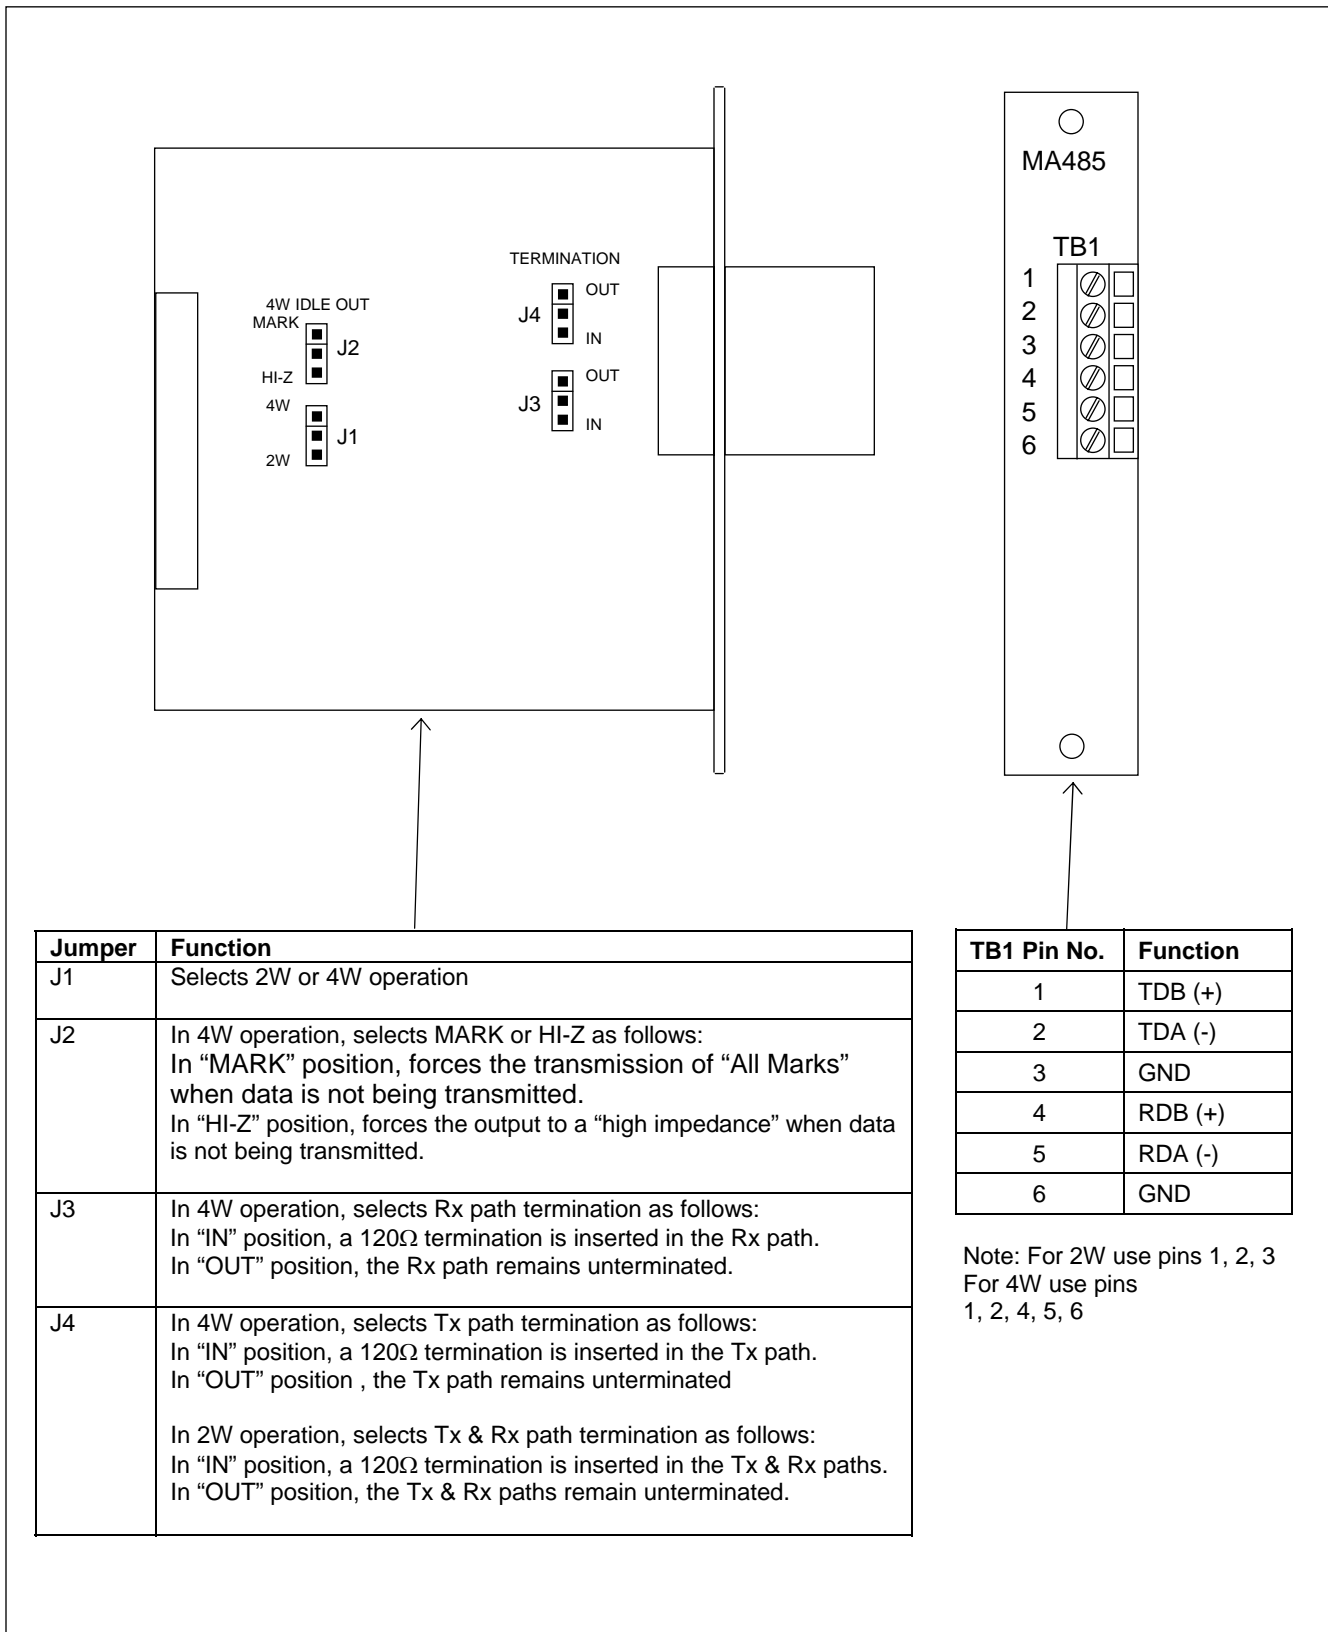 TERMINATION
OUT
J4
IN
OUT
J3
IN
4W IDLE OUT
MARK
J2
HI-Z
4W
J1
2W
MA485
TB1
1
2
3
4
5
6
Jumper Function
J1 Selects 2W or 4W operation
J2 In 4W operation, selects MARK or HI-Z as follows:
In “MARK” position, forces the transmission of “All Marks”
when data is not being transmitted.
In “HI-Z” position, forces the output to a “high impedance” when data
is not being transmitted.
J3 In 4W operation, selects Rx path termination as follows:
In “IN” position, a 120Ω termination is inserted in the Rx path.
In “OUT” position, the Rx path remains unterminated.
J4 In 4W operation, selects Tx path termination as follows:
In “IN” position, a 120Ω termination is inserted in the Tx path.
In “OUT” position , the Tx path remains unterminated
In 2W operation, selects Tx & Rx path termination as follows:
In “IN” position, a 120Ω termination is inserted in the Tx & Rx paths.
In “OUT” position, the Tx & Rx paths remain unterminated.
TB1 Pin No. Function
1 TDB (+)
2 TDA (-)
3 GND
4 RDB (+)
5 RDA (-)
6 GND
Note: For 2W use pins 1, 2, 3
For 4W use pins
1, 2, 4, 5, 6